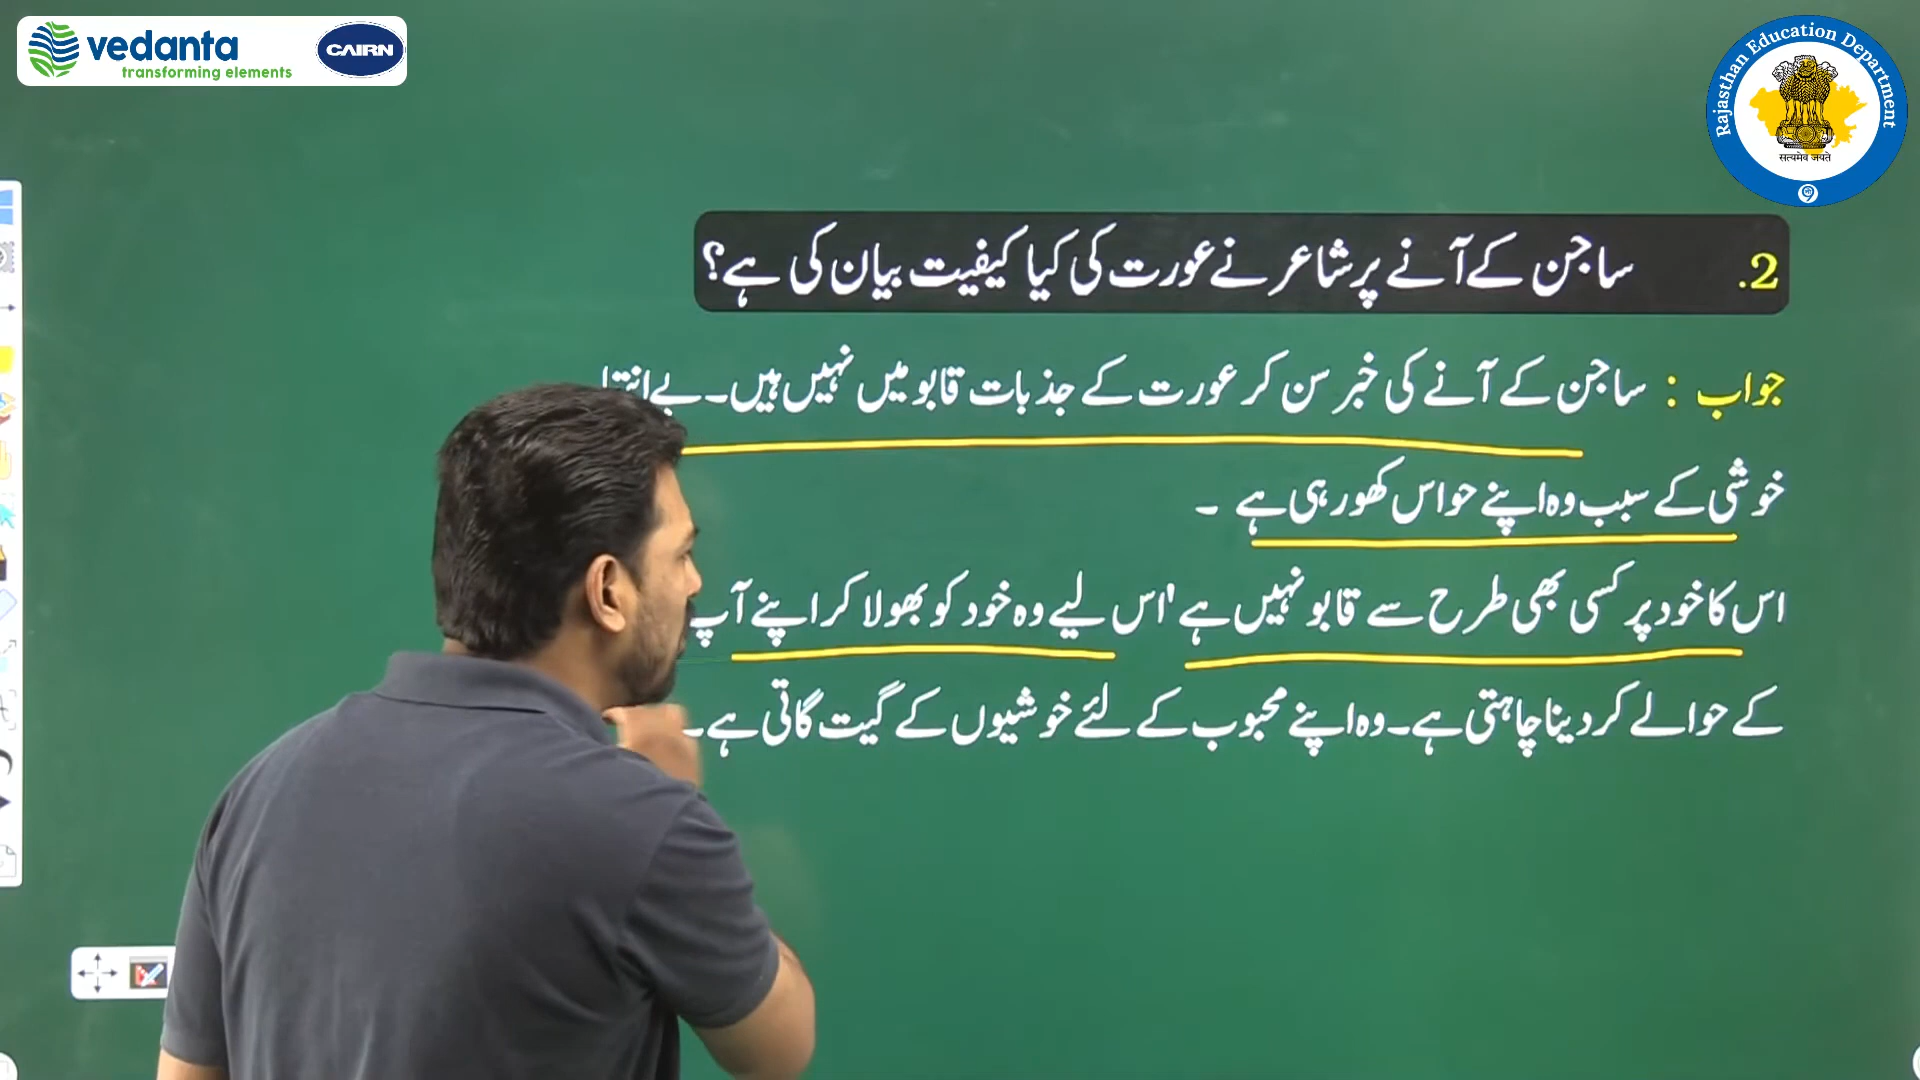 vedanta
transforming elements
CAIRN
Rajasthan Education Department
सत्यमेव जयते
2. ساجن کے آنے پر شاعر نے عورت کی کیا کیفیت بیان کی ہے؟
جواب : ساجن کے آنے کی خبر سن کر عورت کے جذبات قابو میں نہیں ہیں۔ بے
خوشی کے سبب وہ اپنے حواس کھو رہی ہے ۔
اس کا خود پر کسی بھی طرح سے قابو نہیں ہے 'اس لیے وہ خود کو بھولا کر اپنے آپ
کے حوالے کر دینا چاہتی ہے۔ وہ اپنے محبوب کے لئے خوشیوں کے گیت گاتی ہے۔